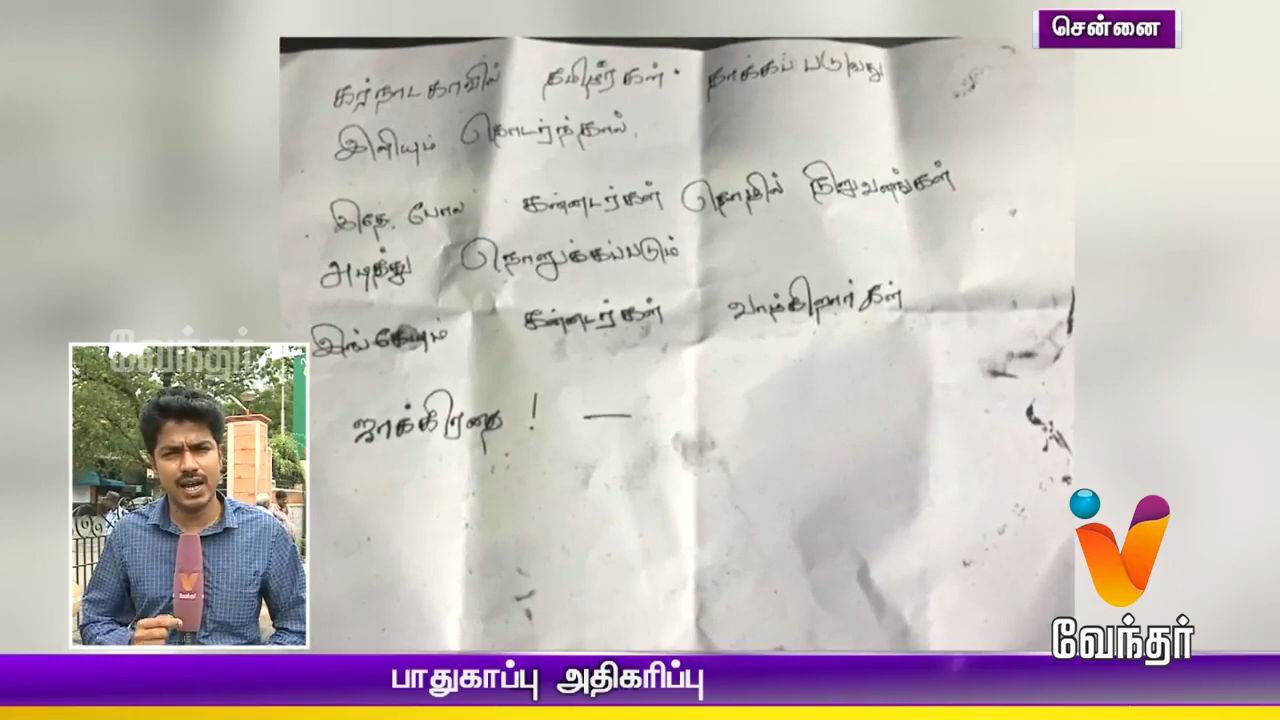 சென்னை
கர்நாடகாவில் தமிழர்கள் தாக்கப்படுவது
இனியும் தொடர்ந்தால்,
இதே போல கன்னடர்கள் தொழில் நிறுவனங்கள்
அடித்து நொறுக்கப்படும்
இங்கேயும் கன்னடர்கள் வாழ்கிறார்கள்
ஜாக்கிரதை ! —
வேந்தர்
வேந்தர்
பாதுகாப்பு அதிகரிப்பு